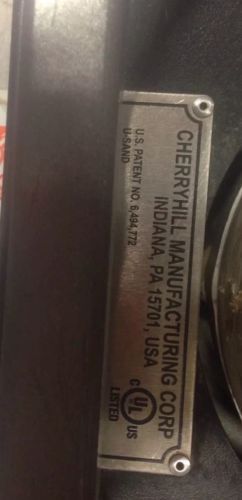 CHERRYHILL MANUFACTURING CORP
INDIANA, PA 15701, USA
U.S. PATENT NO. 6,494,772
U-SAND
C UL US
LISTED